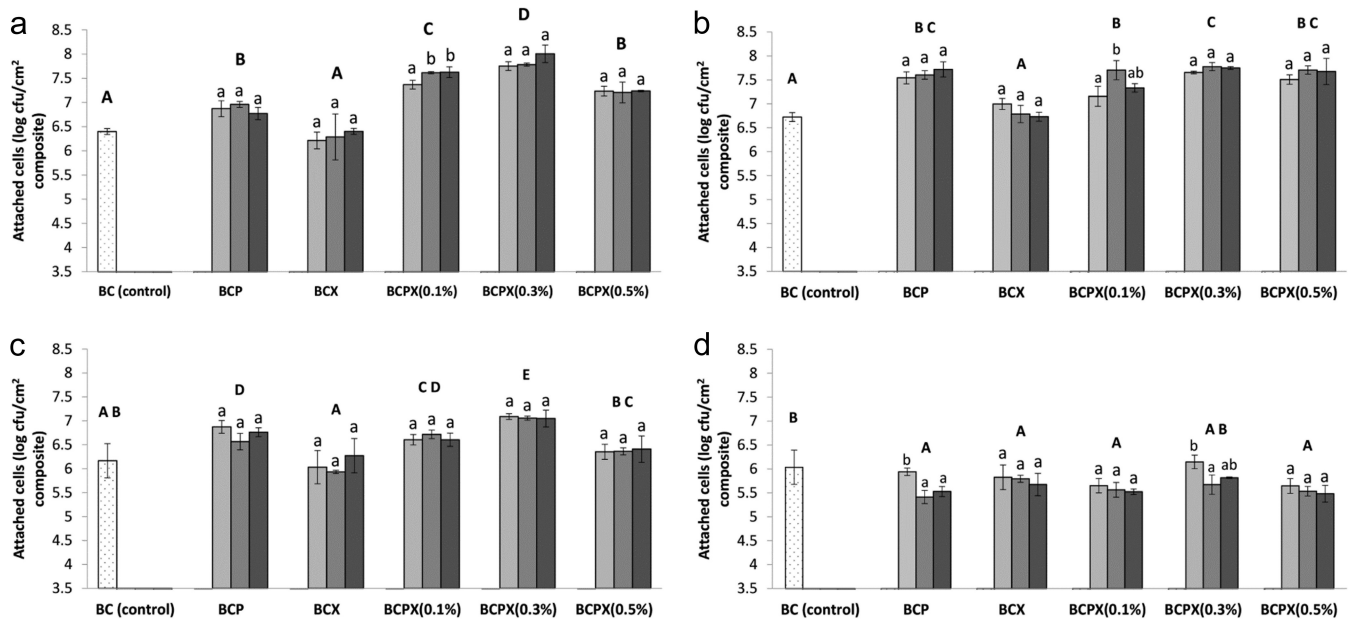 a
Attached cells (log cfu/cm²
composite)
8.5
8
7.5
7
6.5
6
5.5
5
4.5
4
3.5
A
B
a a a
A
a a a
C
a b b
D
a a a
B
a a a
BC (control) BCP BCX BCPX(0.1%) BCPX(0.3%) BCPX(0.5%)
b
Attached cells (log cfu/cm²
composite)
8.5
8
7.5
7
6.5
6
5.5
5
4.5
4
3.5
A
B C
a a a
A
a a a
B
a b ab
C
a a a
B C
a a a
BC (control) BCP BCX BCPX(0.1%) BCPX(0.3%) BCPX(0.5%)
c
Attached cells (log cfu/cm²
composite)
8.5
8
7.5
7
6.5
6
5.5
5
4.5
4
3.5
A B
D
a a a
A
a a a
C D
a a a
E
a a a
B C
a a a
BC (control) BCP BCX BCPX(0.1%) BCPX(0.3%) BCPX(0.5%)
d
Attached cells (log cfu/cm²
composite)
8.5
8
7.5
7
6.5
6
5.5
5
4.5
4
3.5
B
A
b a a
A
a a a
A
a a a
A B
b a ab
A
a a a
BC (control) BCP BCX BCPX(0.1%) BCPX(0.3%) BCPX(0.5%)